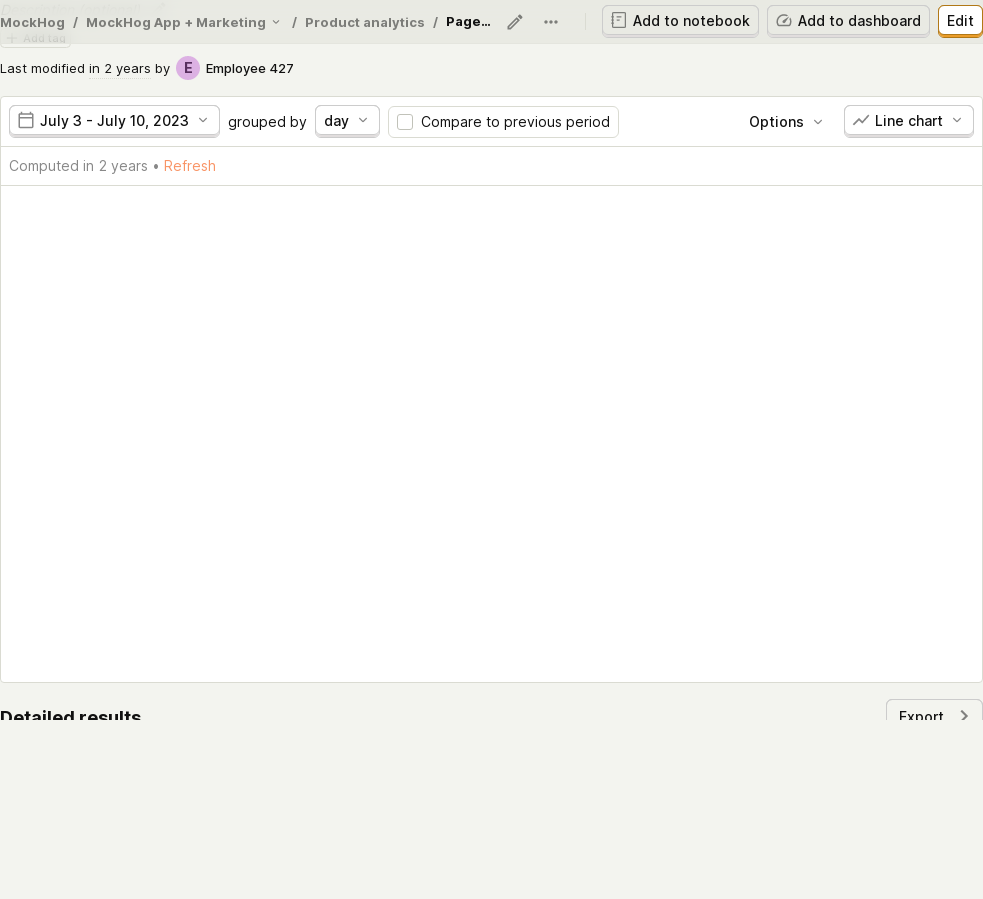 MockHog / MockHog App + Marketing / Product analytics / Page... Add to notebook Add to dashboard Edit
Add tag
Last modified in 2 years by E Employee 427
July 3 - July 10, 2023 grouped by day Compare to previous period Options Line chart
Computed in 2 years • Refresh
Detailed results Export